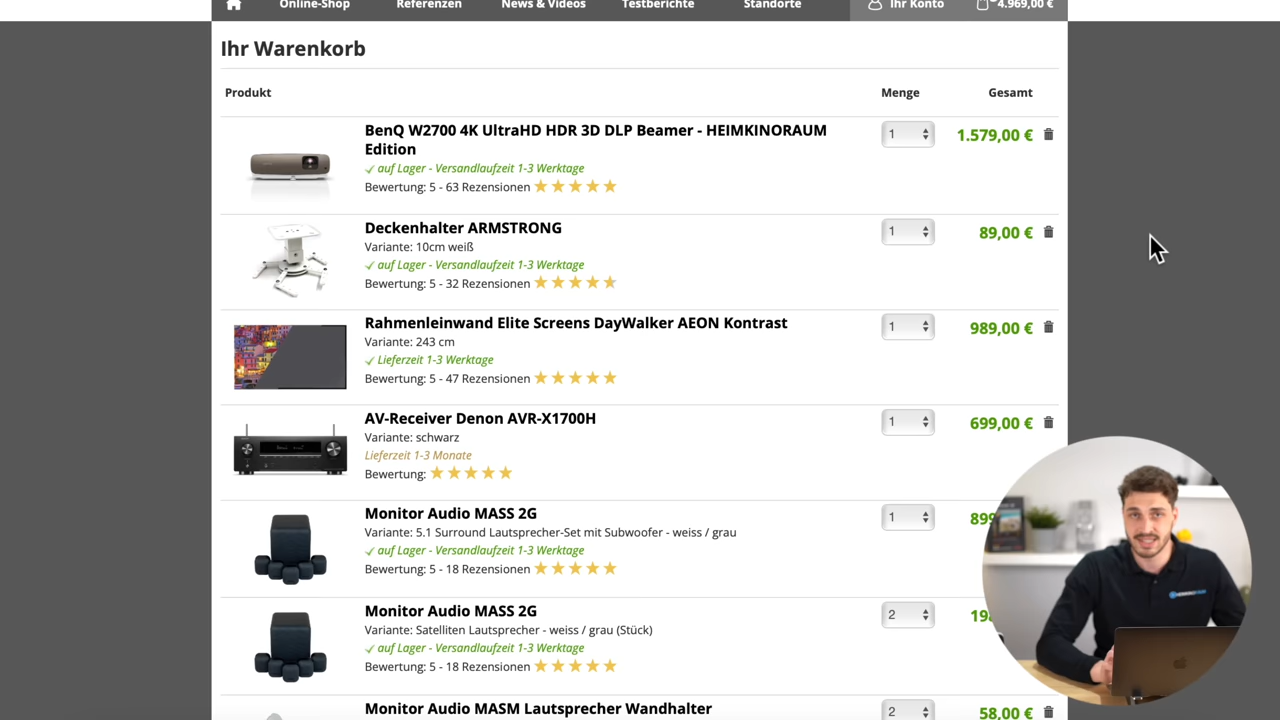 Online-Shop Referenzen News & Videos Testberichte Standorte Ihr Konto 4.969,00 €
Ihr Warenkorb
Produkt Menge Gesamt
BenQ W2700 4K UltraHD HDR 3D DLP Beamer - HEIMKINORAUM
Edition
1 1.579,00 €
auf Lager - Versandlaufzeit 1-3 Werktage
Bewertung: 5 - 63 Rezensionen
Deckenhalter ARMSTRONG
1 89,00 €
Variante: 10cm weiß
auf Lager - Versandlaufzeit 1-3 Werktage
Bewertung: 5 - 32 Rezensionen
Rahmenleinwand Elite Screens DayWalker AEON Kontrast
1 989,00 €
Variante: 243 cm
Lieferzeit 1-3 Werktage
Bewertung: 5 - 47 Rezensionen
AV-Receiver Denon AVR-X1700H
1 699,00 €
Variante: schwarz
Lieferzeit 1-3 Monate
Bewertung:
Monitor Audio MASS 2G
1
Variante: 5.1 Surround Lautsprecher-Set mit Subwoofer - weiss / grau
auf Lager - Versandlaufzeit 1-3 Werktage
Bewertung: 5 - 18 Rezensionen
Monitor Audio MASS 2G
2
Variante: Satelliten Lautsprecher - weiss / grau (Stück)
auf Lager - Versandlaufzeit 1-3 Werktage
Bewertung: 5 - 18 Rezensionen
Monitor Audio MASM Lautsprecher Wandhalter
2 58,00 €